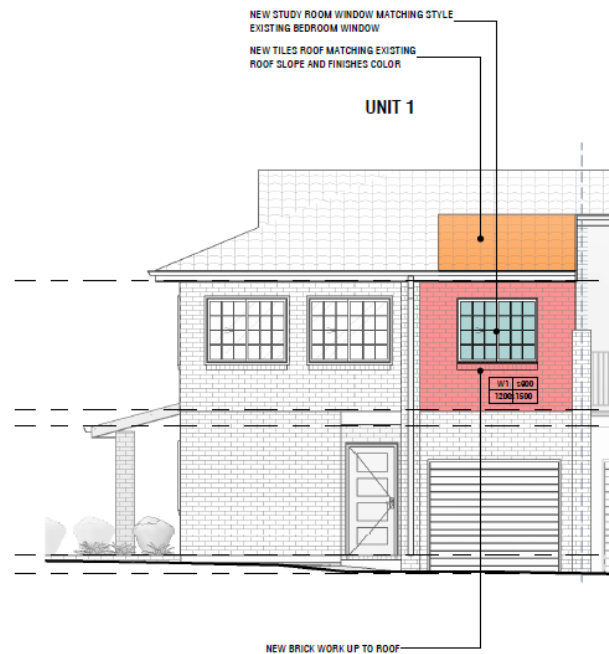 NEW STUDY ROOM WINDOW MATCHING STYLE
EXISTING BEDROOM WINDOW
NEW TILES ROOF MATCHING EXISTING
ROOF SLOPE AND FINISHES COLOR
UNIT 1
W1
1200 1500
NEW BRICK WORK UP TO ROOF